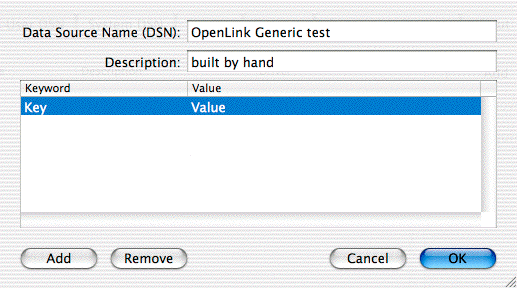 Data Source Name (DSN): OpenLink Generic test
Description: built by hand
Keyword Value
Key Value
Add Remove Cancel OK